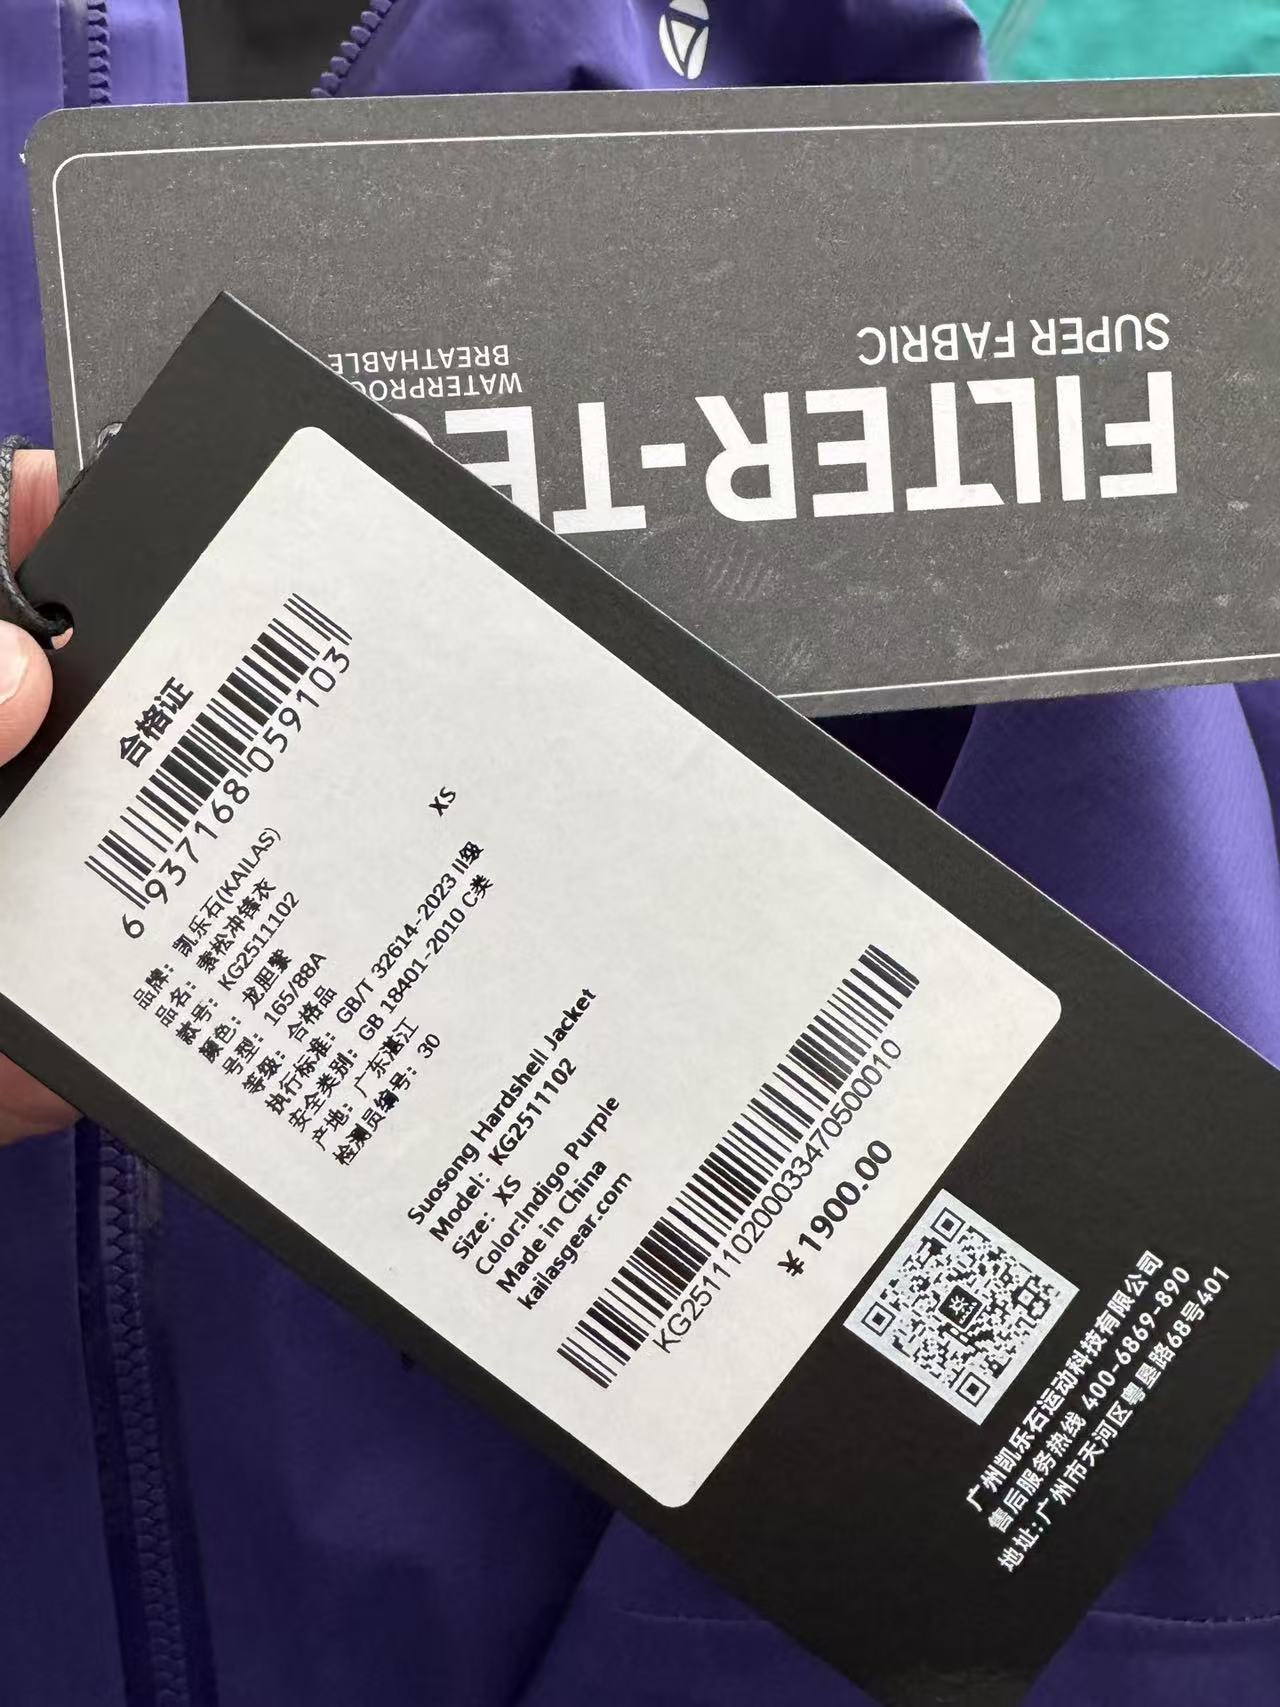 FILTER-TE
SUPER FABRIC
WATERPROO
BREATHABLE
合格证
6 937168 059103
品牌：凯乐石(KAILAS)
品名：索松冲锋衣
款号：KG2511102
颜色：龙胆紫
号型：165/88A XS
等级：合格品
执行标准：GB/T 32614-2023 II级
安全类别：GB 18401-2010 C类
产地：广东湛江
检测员编号：30
Suosong Hardshell Jacket
Model: KG2511102
Size: XS
Color:Indigo Purple
Made in China
kailasgear.com
KG25111020003347050​0010
¥1900.00
广州凯乐石运动科技有限公司
售后服务热线 400-6869-890
地址:广州市天河区粤垦路68号401